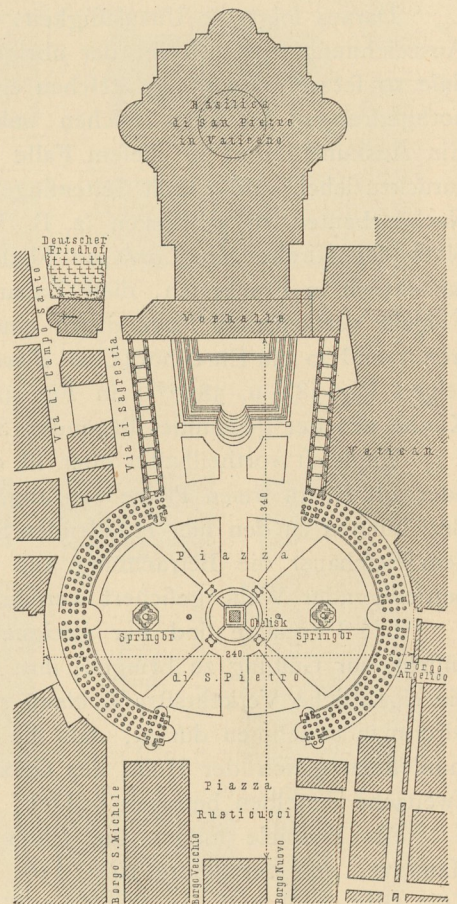 Basilica
di San Pietro
in Vaticano
Deutscher
Friedhof
Vorhalle
Via di Campo Santo
Via di Sagrestia
Vatican
340
Piazza
Obelisk
Springbr
Springbr
240
di S. Pietro
Borgo
Angelico
Piazza
Rusticucci
Borgo S. Michele
Borgo Vecchio
Borgo Nuovo